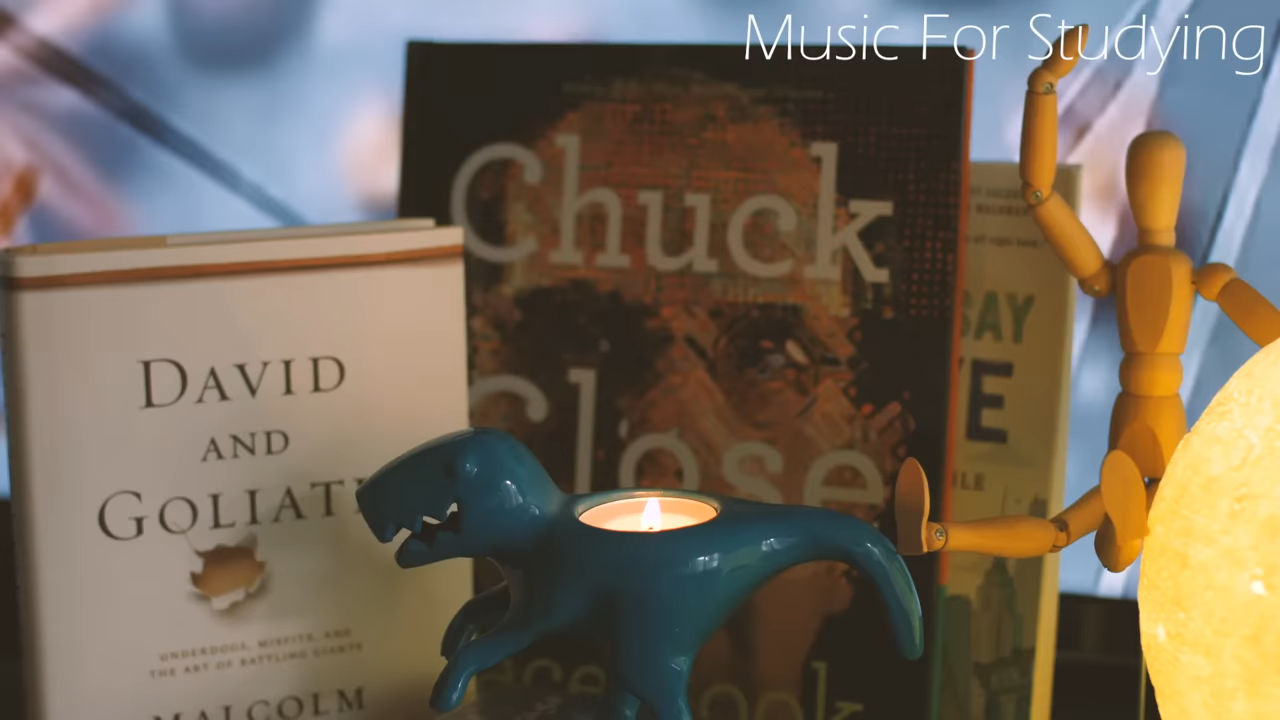 Music For Studying
Chuck
Close
DAVID
AND
GOLIAT
UNDERDOGS, MISFITS, AND
THE ART OF BATTLING GIANTS
MALCOLM
SAY